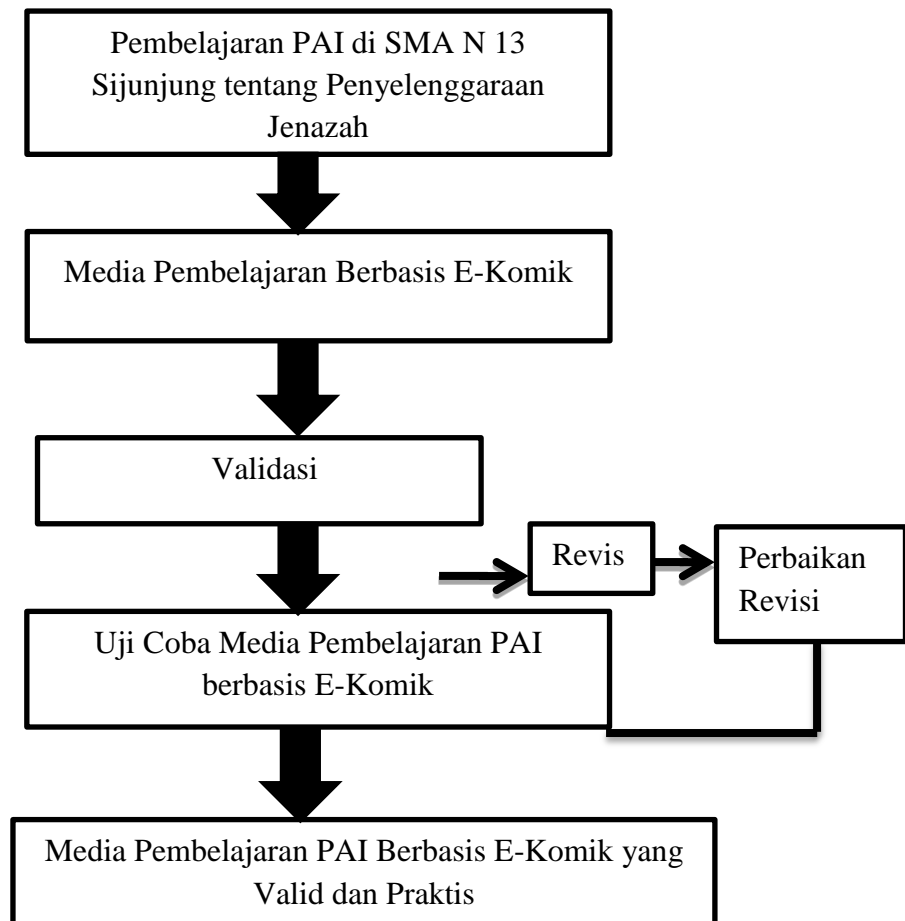 Pembelajaran PAI di SMA N 13
Sijunjung tentang Penyelenggaraan
Jenazah
Media Pembelajaran Berbasis E-Komik
Validasi
Revis
Perbaikan
Revisi
Uji Coba Media Pembelajaran PAI
berbasis E-Komik
Media Pembelajaran PAI Berbasis E-Komik yang
Valid dan Praktis